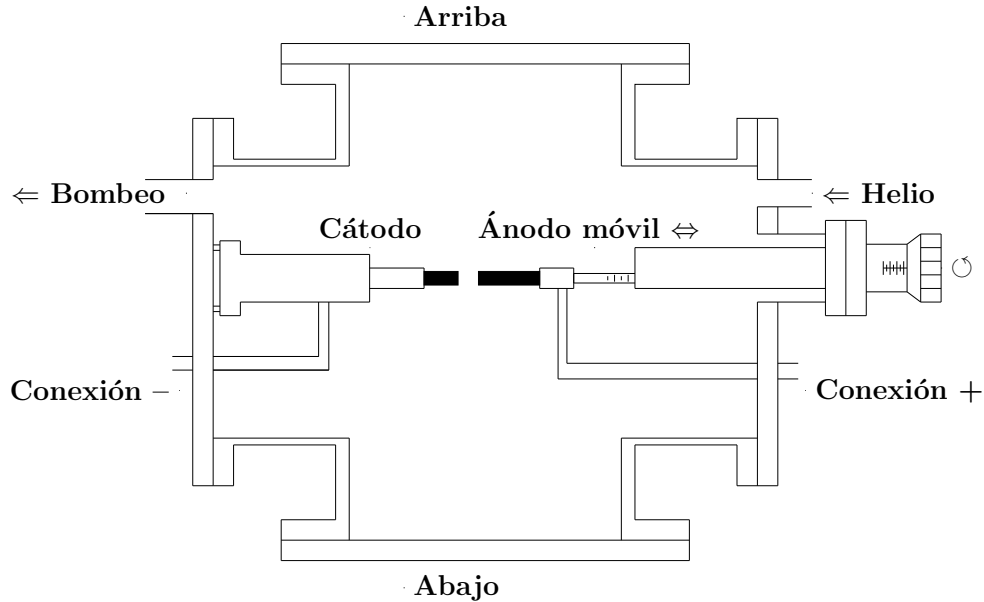 Arriba
⇐ Bombeo
⇐ Helio
Cátodo
Ánodo móvil ⇔
Conexión –
Conexión +
Abajo